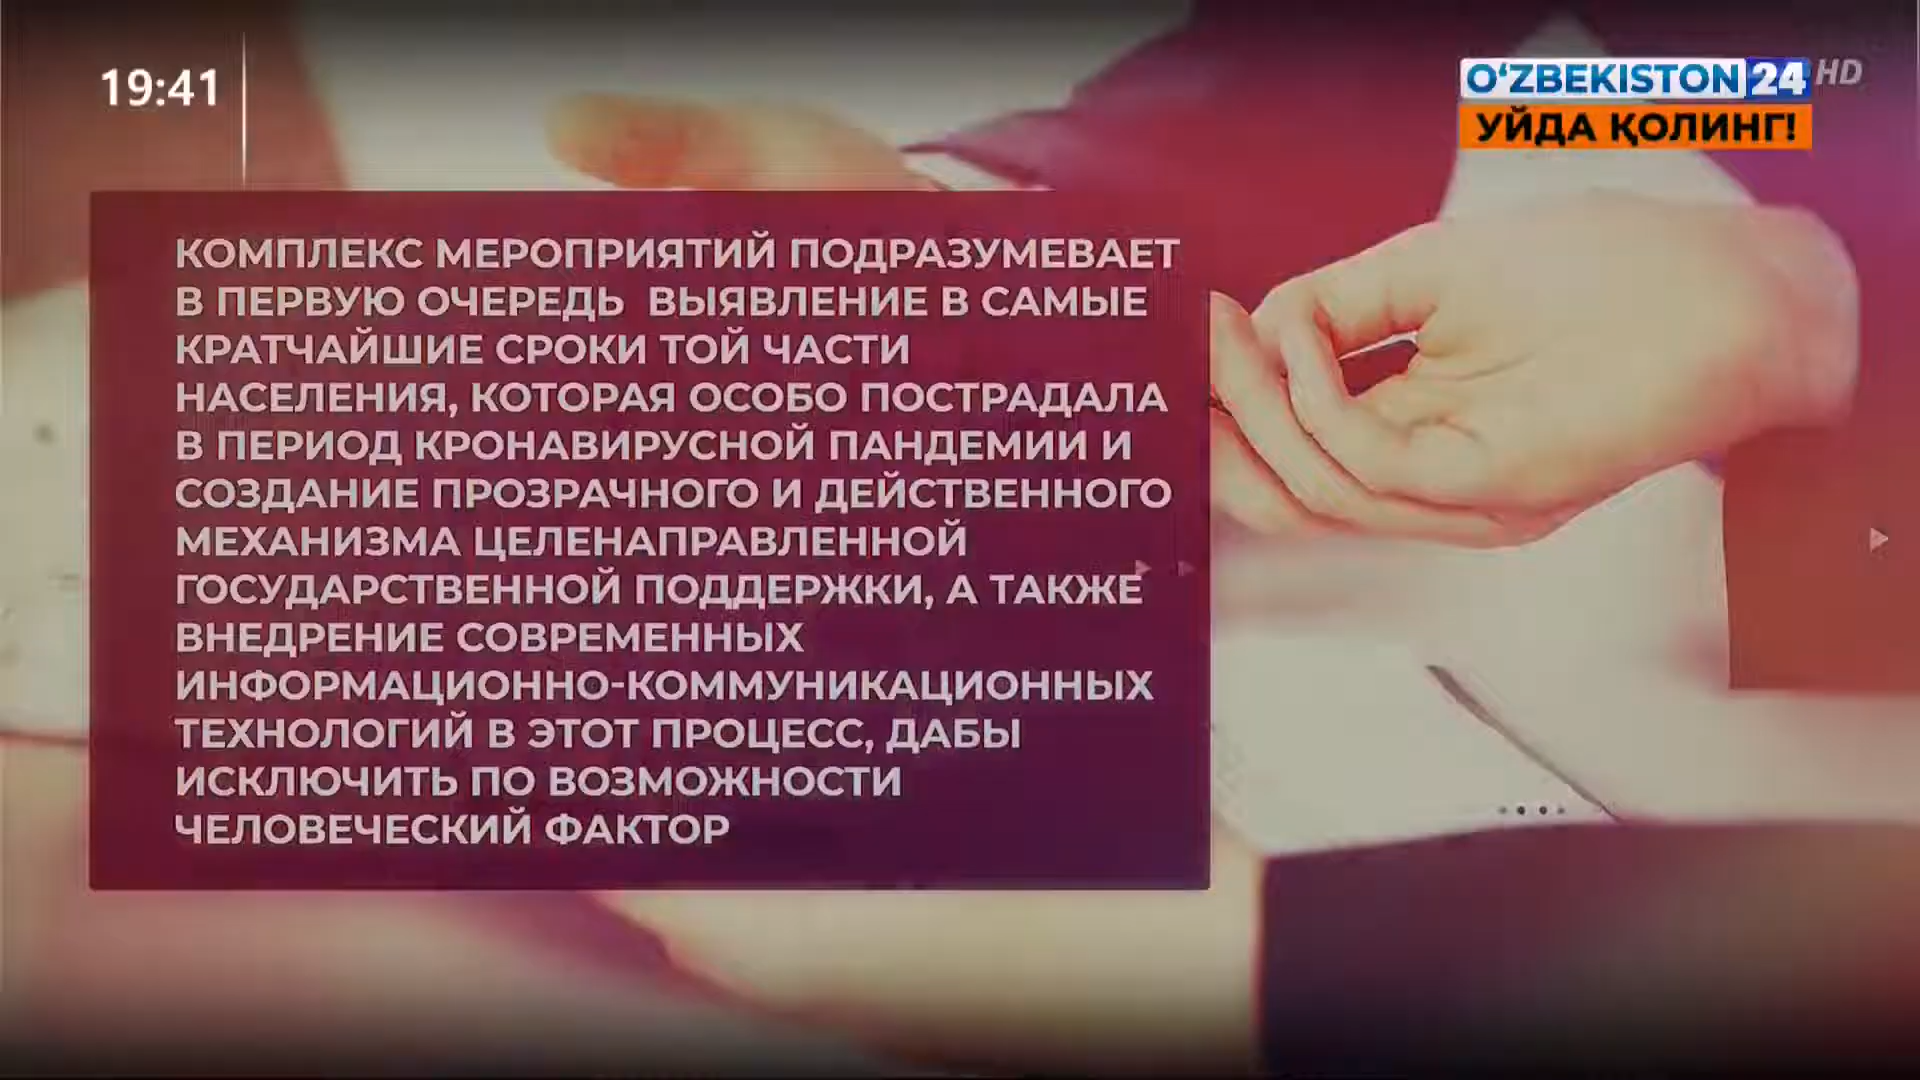 19:41
O‘ZBEKISTON 24 HD
УЙДА ҚОЛИНГ!
КОМПЛЕКС МЕРОПРИЯТИЙ ПОДРАЗУМЕВАЕТ
В ПЕРВУЮ ОЧЕРЕДЬ ВЫЯВЛЕНИЕ В САМЫЕ
КРАТЧАЙШИЕ СРОКИ ТОЙ ЧАСТИ
НАСЕЛЕНИЯ, КОТОРАЯ ОСОБО ПОСТРАДАЛА
В ПЕРИОД КРОНАВИРУСНОЙ ПАНДЕМИИ И
СОЗДАНИЕ ПРОЗРАЧНОГО И ДЕЙСТВЕННОГО
МЕХАНИЗМА ЦЕЛЕНАПРАВЛЕННОЙ
ГОСУДАРСТВЕННОЙ ПОДДЕРЖКИ, А ТАКЖЕ
ВНЕДРЕНИЕ СОВРЕМЕННЫХ
ИНФОРМАЦИОННО-КОММУНИКАЦИОННЫХ
ТЕХНОЛОГИЙ В ЭТОТ ПРОЦЕСС, ДАБЫ
ИСКЛЮЧИТЬ ПО ВОЗМОЖНОСТИ
ЧЕЛОВЕЧЕСКИЙ ФАКТОР